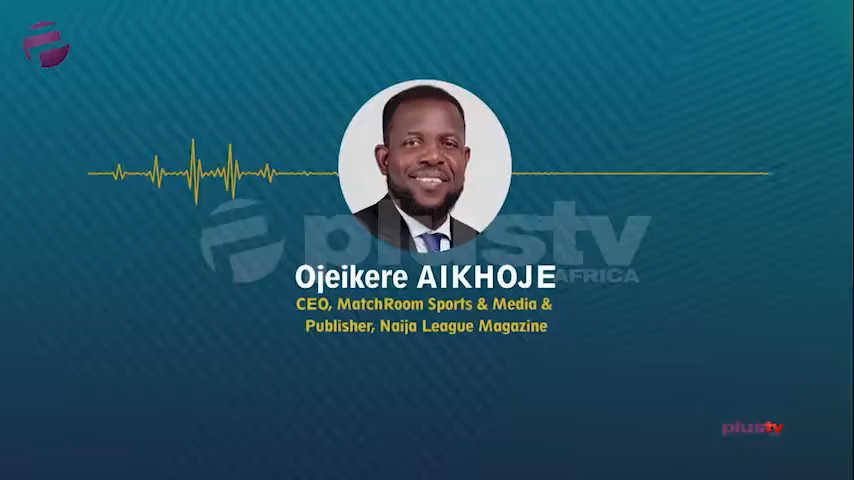 plustv
AFRICA
Ojeikere AIKHOJE
CEO, MatchRoom Sports & Media &
Publisher, Naija League Magazine
plustv